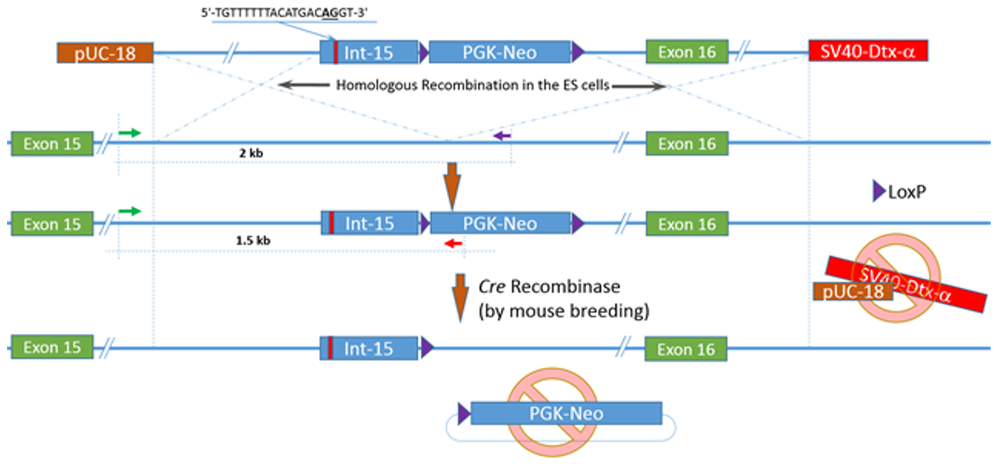 5'-TGTTTTTTACATGACAGGT-3'
pUC-18 Int-15 PGK-Neo Exon 16 SV40-Dtx-α
Homologous Recombination in the ES cells
Exon 15 Exon 16
2 kb
LoxP
Exon 15 Int-15 PGK-Neo Exon 16
1.5 kb
SV40-Dtx-α
pUC-18
Cre Recombinase
(by mouse breeding)
Exon 15 Int-15 Exon 16
PGK-Neo